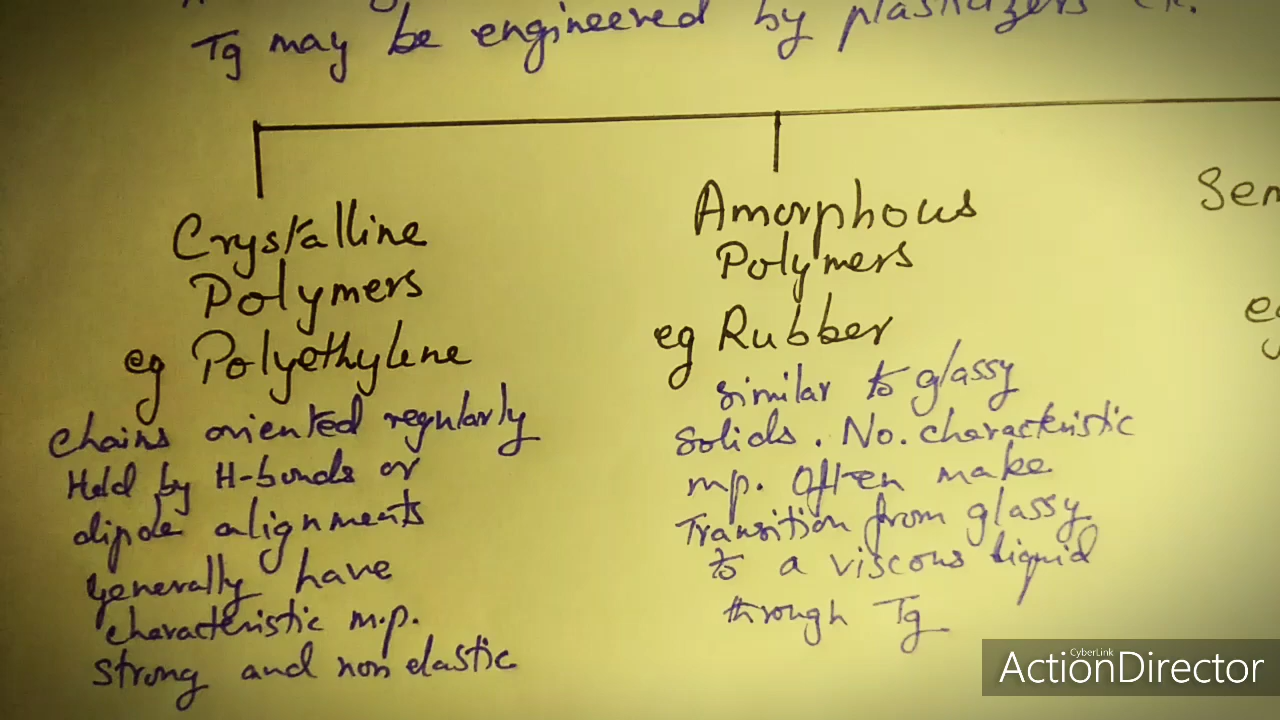 Tg may be engineered by plasticizers
Crystalline
Polymers
eg Polyethylene
chains oriented regularly
Held by H-bonds or
dipole alignments
generally have
characteristic m.p.
strong and non elastic
Amorphous
Polymers
eg Rubber
similar to glassy
solids. No. characteristic
mp. Often make
Transition from glassy
to a viscous liquid
through Tg
Sem
eg
CyberLink
ActionDirector